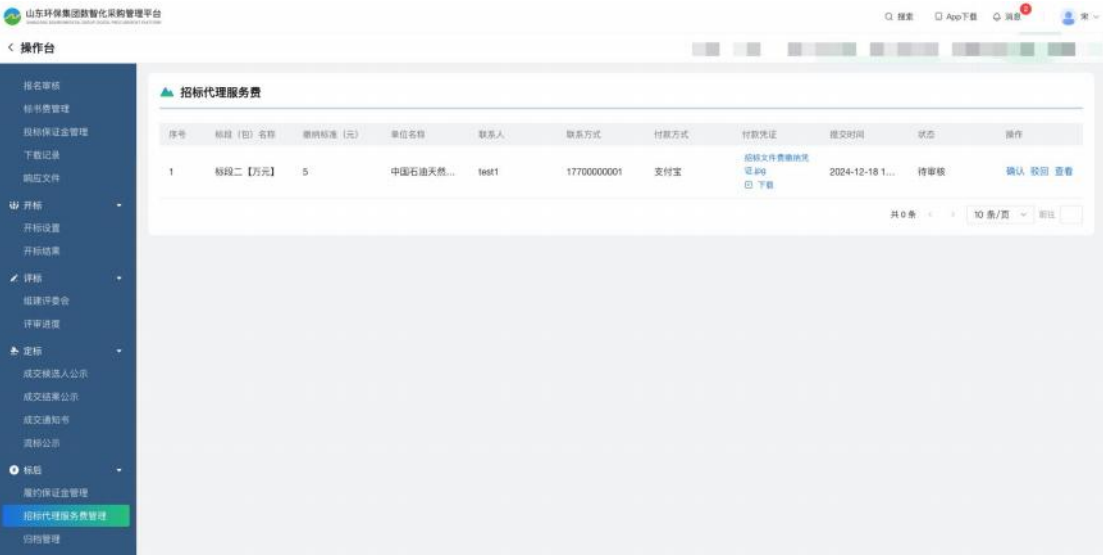 山东环保集团数智化采购管理平台
搜索 App下载 消息 2 宋
操作台
报名审核
标书费管理
投标保证金管理
下载记录
响应文件
开标
开标设置
开标结果
评标
组建评委会
评审进度
定标
成交候选人公示
成交结果公示
成交通知书
流标公示
标后
履约保证金管理
招标代理服务费管理
归档管理
招标代理服务费
序号 标段（包）名称 缴纳标准（元） 单位名称 联系人 联系方式 付款方式 付款凭证 提交时间 状态 操作
1 标段二【万元】 5 中国石油天然... test1 17700000001 支付宝 招标文件费缴纳凭 2024-12-18 1... 待审核 确认 驳回 查看
证.jpg
下载
共 0 条 10 条/页 前往